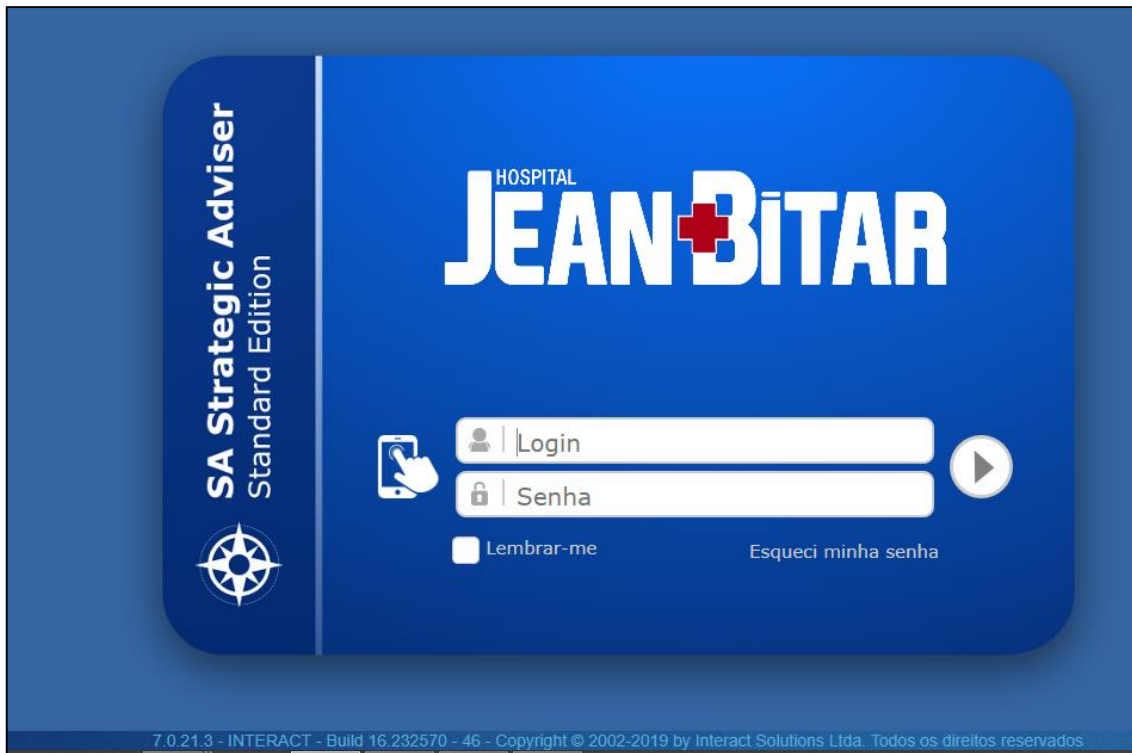 SA Strategic Adviser
Standard Edition
HOSPITAL
JEAN BITAR
Login
Senha
Lembrar-me
Esqueci minha senha
7.0.21.3 - INTERACT - Build 16.232570 - 46 - Copyright © 2002-2019 by Interact Solutions Ltda. Todos os direitos reservados